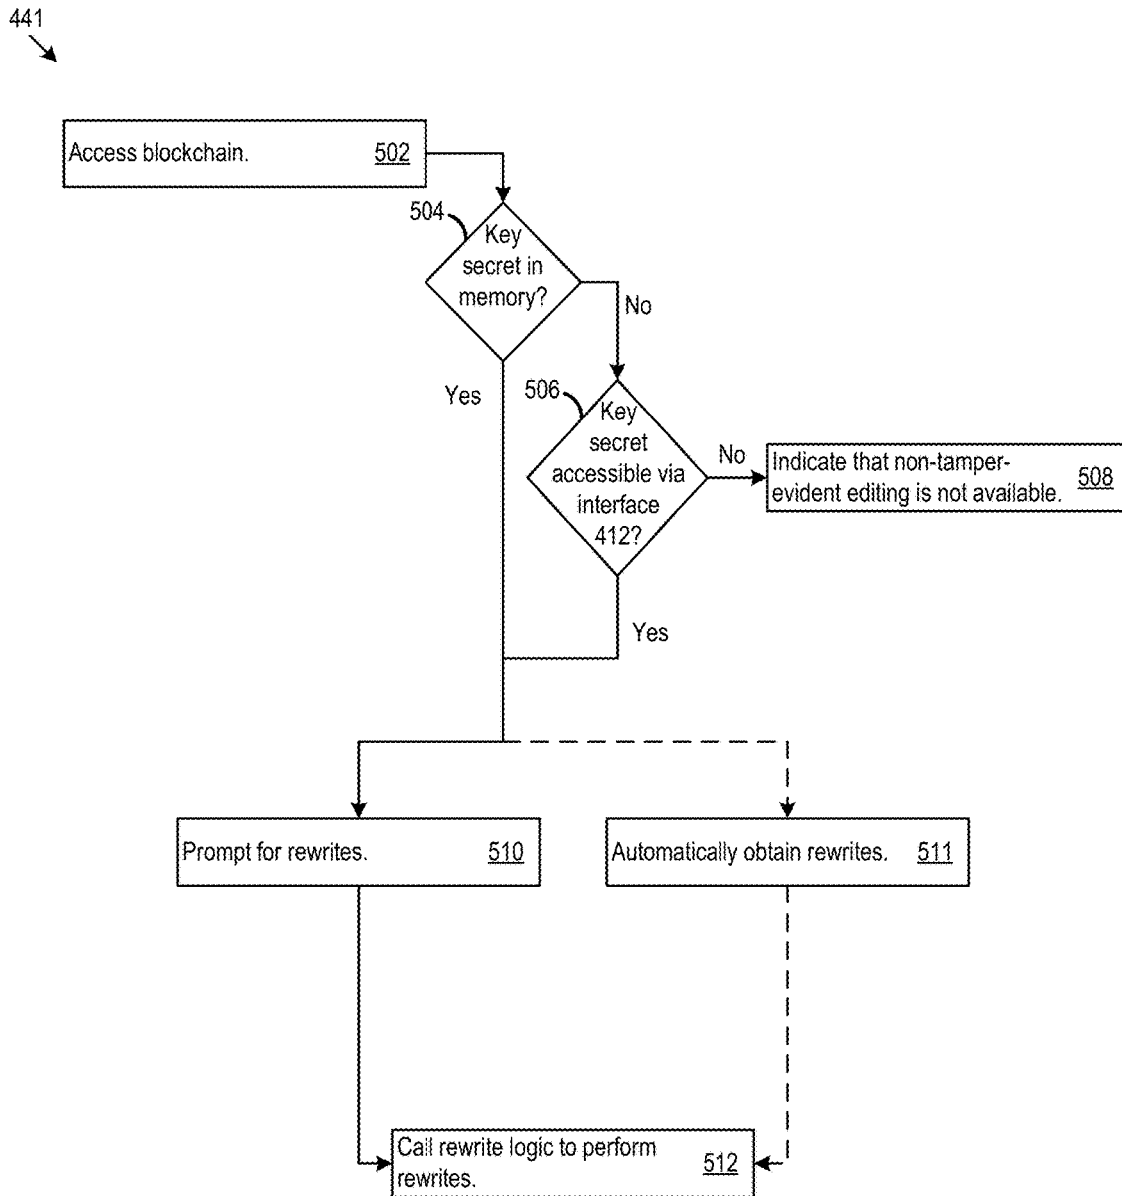 441
Access blockchain. 502
504
Key
secret in
memory?
No
Yes
506
Key
secret
accessible via
interface
412?
No
Indicate that non-tamper-
evident editing is not available. 508
Yes
Prompt for rewrites. 510
Automatically obtain rewrites. 511
Call rewrite logic to perform
rewrites. 512